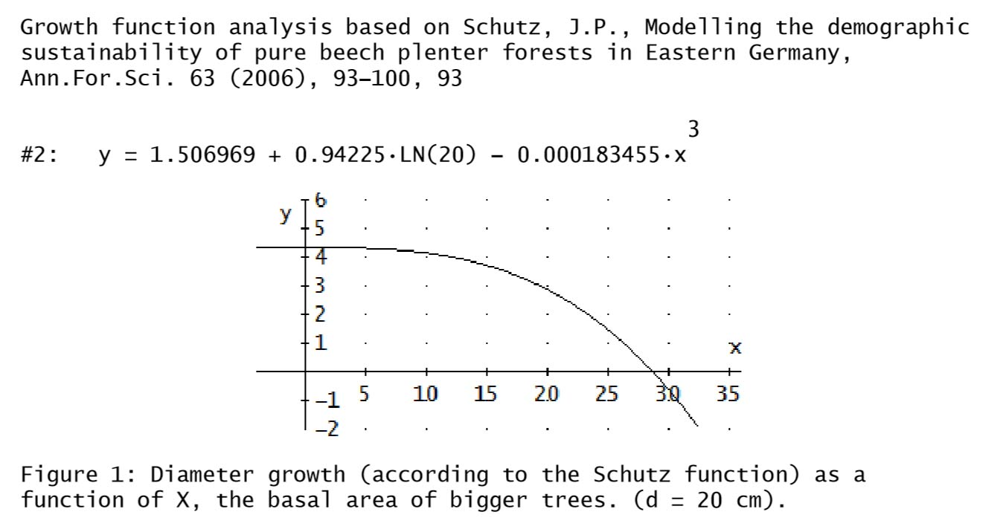 Growth function analysis based on Schutz, J.P., Modelling the demographic
sustainability of pure beech plenter forests in Eastern Germany,
Ann.For.Sci. 63 (2006), 93–100, 93
3
#2: y = 1.506969 + 0.94225·LN(20) – 0.000183455·x
6
y
5
4
3
2
1
x
5 10 15 20 25 30 35
–1
–2
Figure 1: Diameter growth (according to the Schutz function) as a
function of X, the basal area of bigger trees. (d = 20 cm).